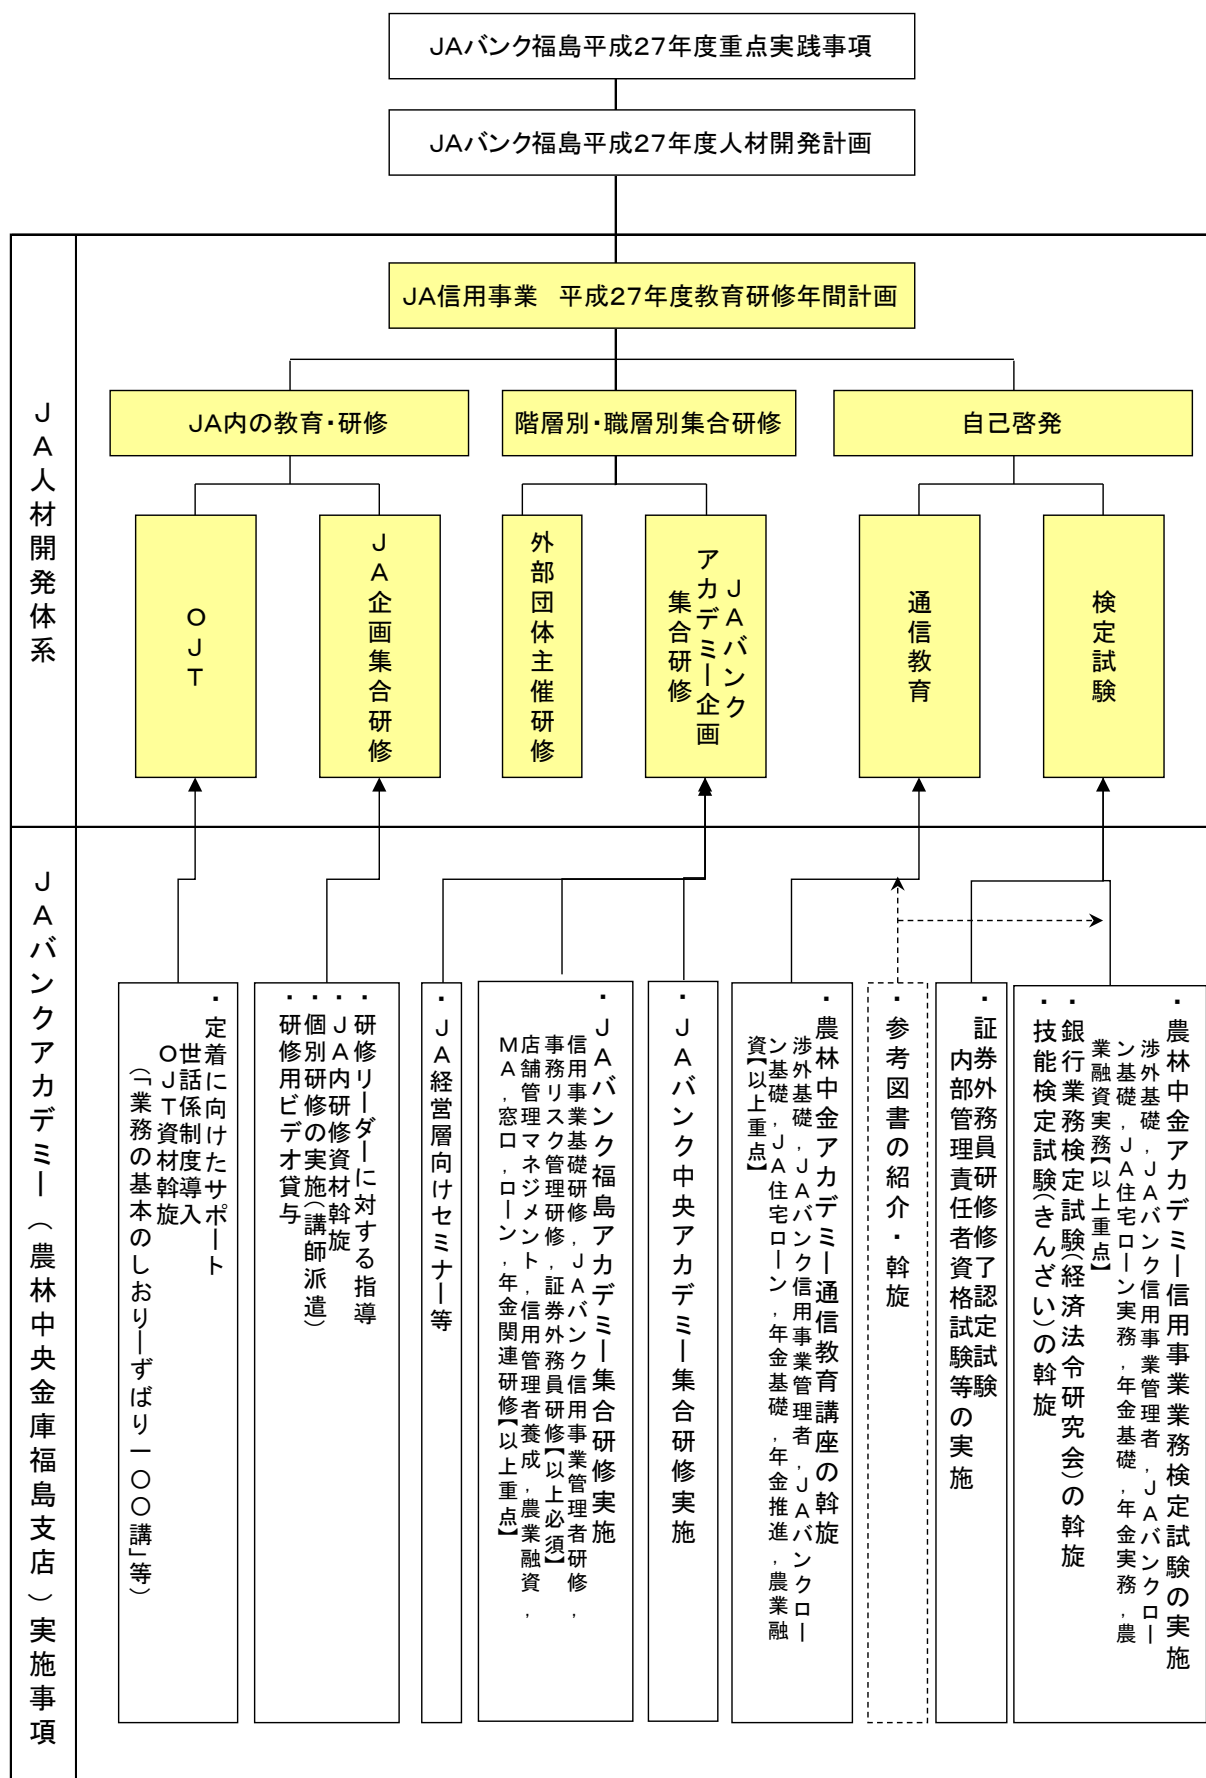 JAバンク福島平成27年度重点実践事項
JAバンク福島平成27年度人材開発計画
JA人材開発体系
JA信用事業　平成27年度教育研修年間計画
JA内の教育・研修
階層別・職層別集合研修
自己啓発
OJT
JA企画集合研修
外部団体主催研修
JAバンク
アカデミー企画
集合研修
通信教育
検定試験
JAバンクアカデミー（農林中央金庫福島支店）実施事項
・定着に向けたサポート
世話係制度導入
OJT資材斡旋
（「業務の基本のしおりーずばり一〇〇講」等）
・研修リーダーに対する指導
・JA内研修資材斡旋
・個別研修の実施（講師派遣）
・研修用ビデオ貸与
・JA経営層向けセミナー等
・JAバンク福島アカデミー集合研修実施
信用事業基礎研修，JAバンク信用事業管理者研修，
事務リスク管理研修，証券外務員研修【以上必須】
店舗管理マネジメント，信用管理者養成，農業融資，
MA，窓口，ローン，年金関連研修【以上重点】
・JAバンク中央アカデミー集合研修実施
・農林中金アカデミー通信教育講座の斡旋
渉外基礎，JAバンク信用事業管理者，JAバンクロー
ン基礎，JA住宅ローン，年金基礎，年金推進，農業融
資【以上重点】
・参考図書の紹介・斡旋
・証券外務員研修修了認定試験
内部管理責任者資格試験等の実施
・農林中金アカデミー信用事業業務検定試験の実施
渉外基礎，JAバンク信用事業管理者，JAバンクロー
ン基礎，JA住宅ローン実務，年金基礎，年金実務，農
業融資実務【以上重点】
・銀行業務検定試験（経済法令研究会）の斡旋
・技能検定試験（きんざい）の斡旋